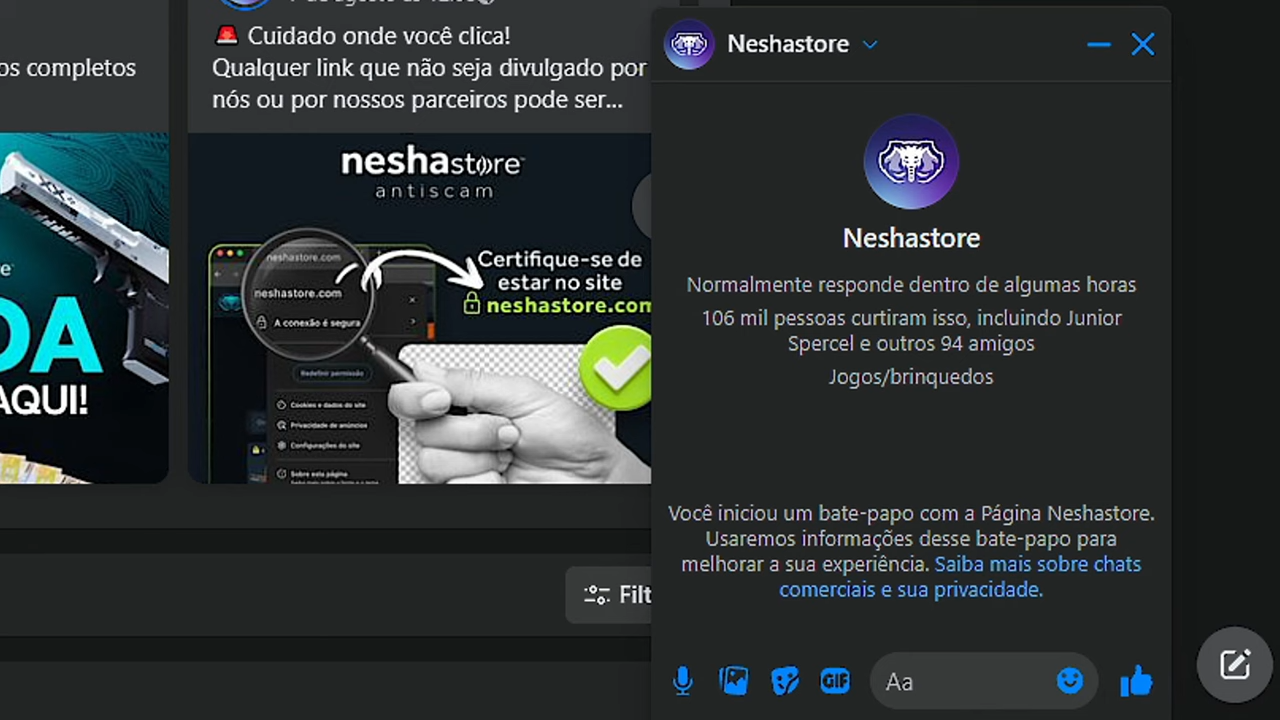 os completos
DA
AQUI!
🚨 Cuidado onde você clica!
Qualquer link que não seja divulgado por
nós ou por nossos parceiros pode ser...
neshastore™
antiscam
neshastore.com
neshastore.com
A conexão é segura
Redefinir permissão
Cookies e dados do site
Privacidade de anúncios
Configurações do site
Sobre esta página
Certifique-se de
estar no site
neshastore.com
Filt
Neshastore
Neshastore
Normalmente responde dentro de algumas horas
106 mil pessoas curtiram isso, incluindo Junior
Spercel e outros 94 amigos
Jogos/brinquedos
Você iniciou um bate-papo com a Página Neshastore.
Usaremos informações desse bate-papo para
melhorar a sua experiência. Saiba mais sobre chats
comerciais e sua privacidade.
GIF
Aa